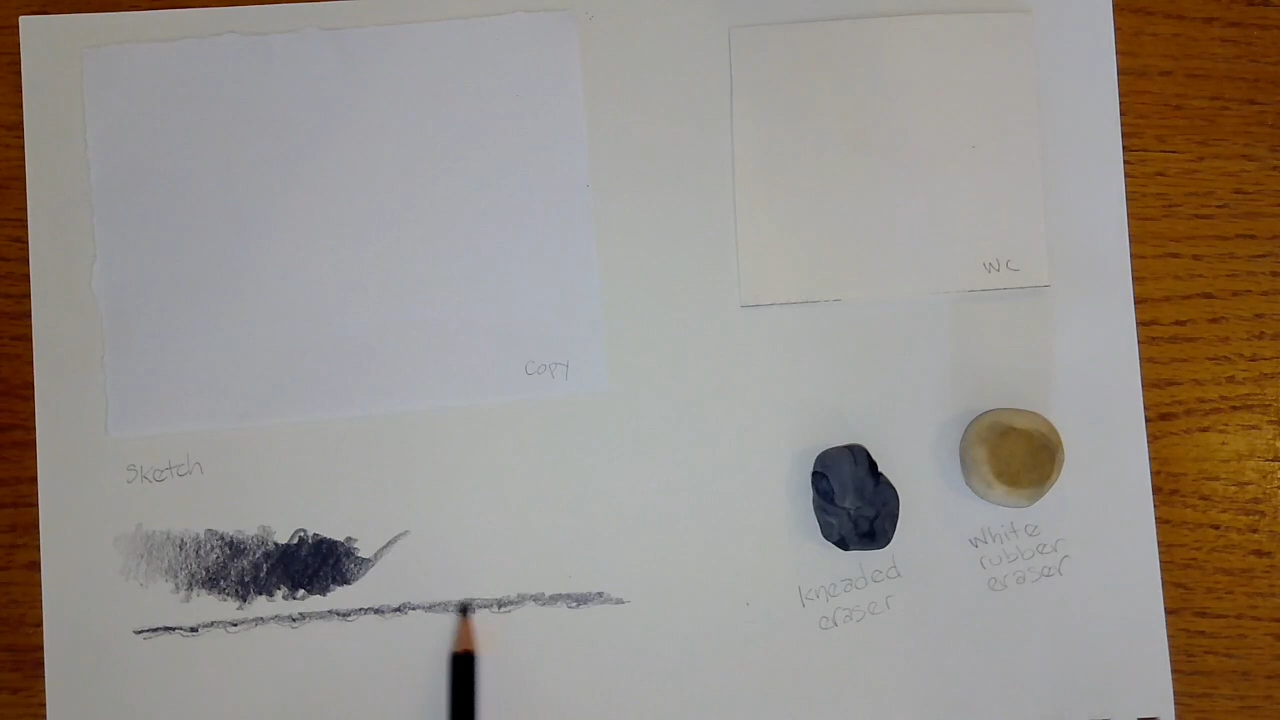 WC
Copy
Sketch
kneaded
eraser
White
rubber
eraser